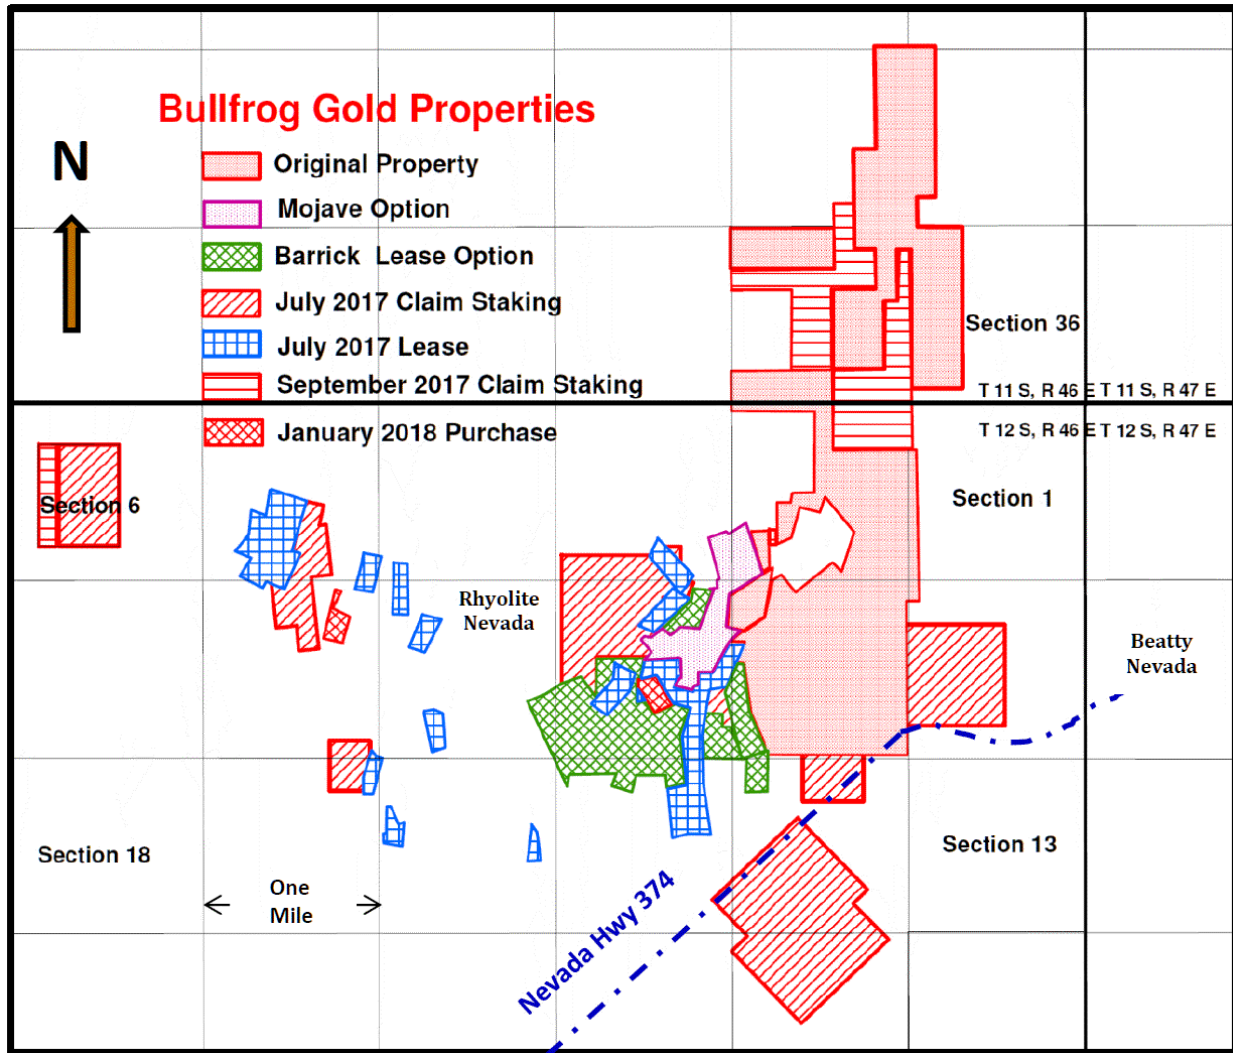 Bullfrog Gold Properties
N
Original Property
Mojave Option
Barrick Lease Option
July 2017 Claim Staking
July 2017 Lease
September 2017 Claim Staking
January 2018 Purchase
Section 36
T 11 S, R 46 E T 11 S, R 47 E
T 12 S, R 46 E T 12 S, R 47 E
Section 6
Section 1
Rhyolite
Nevada
Beatty
Nevada
Section 18
Section 13
One
Mile
Nevada Hwy 374